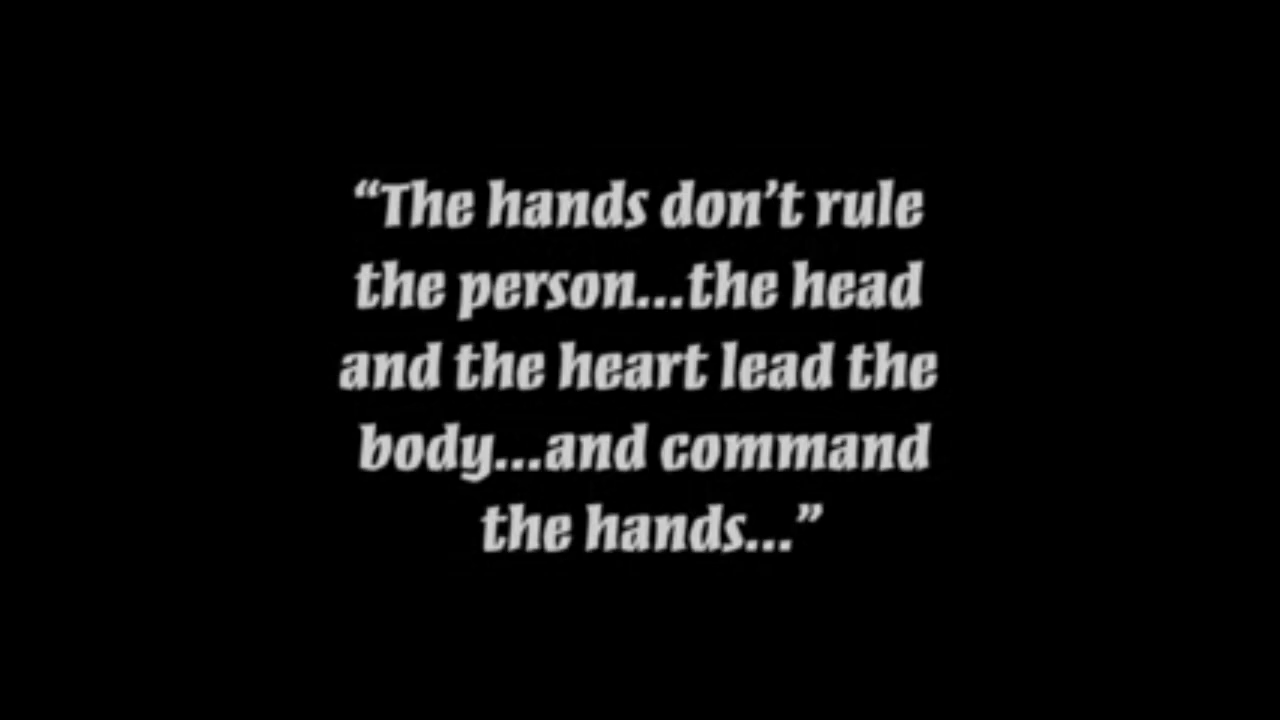 “The hands don’t rule
the person...the head
and the heart lead the
body...and command
the hands...”